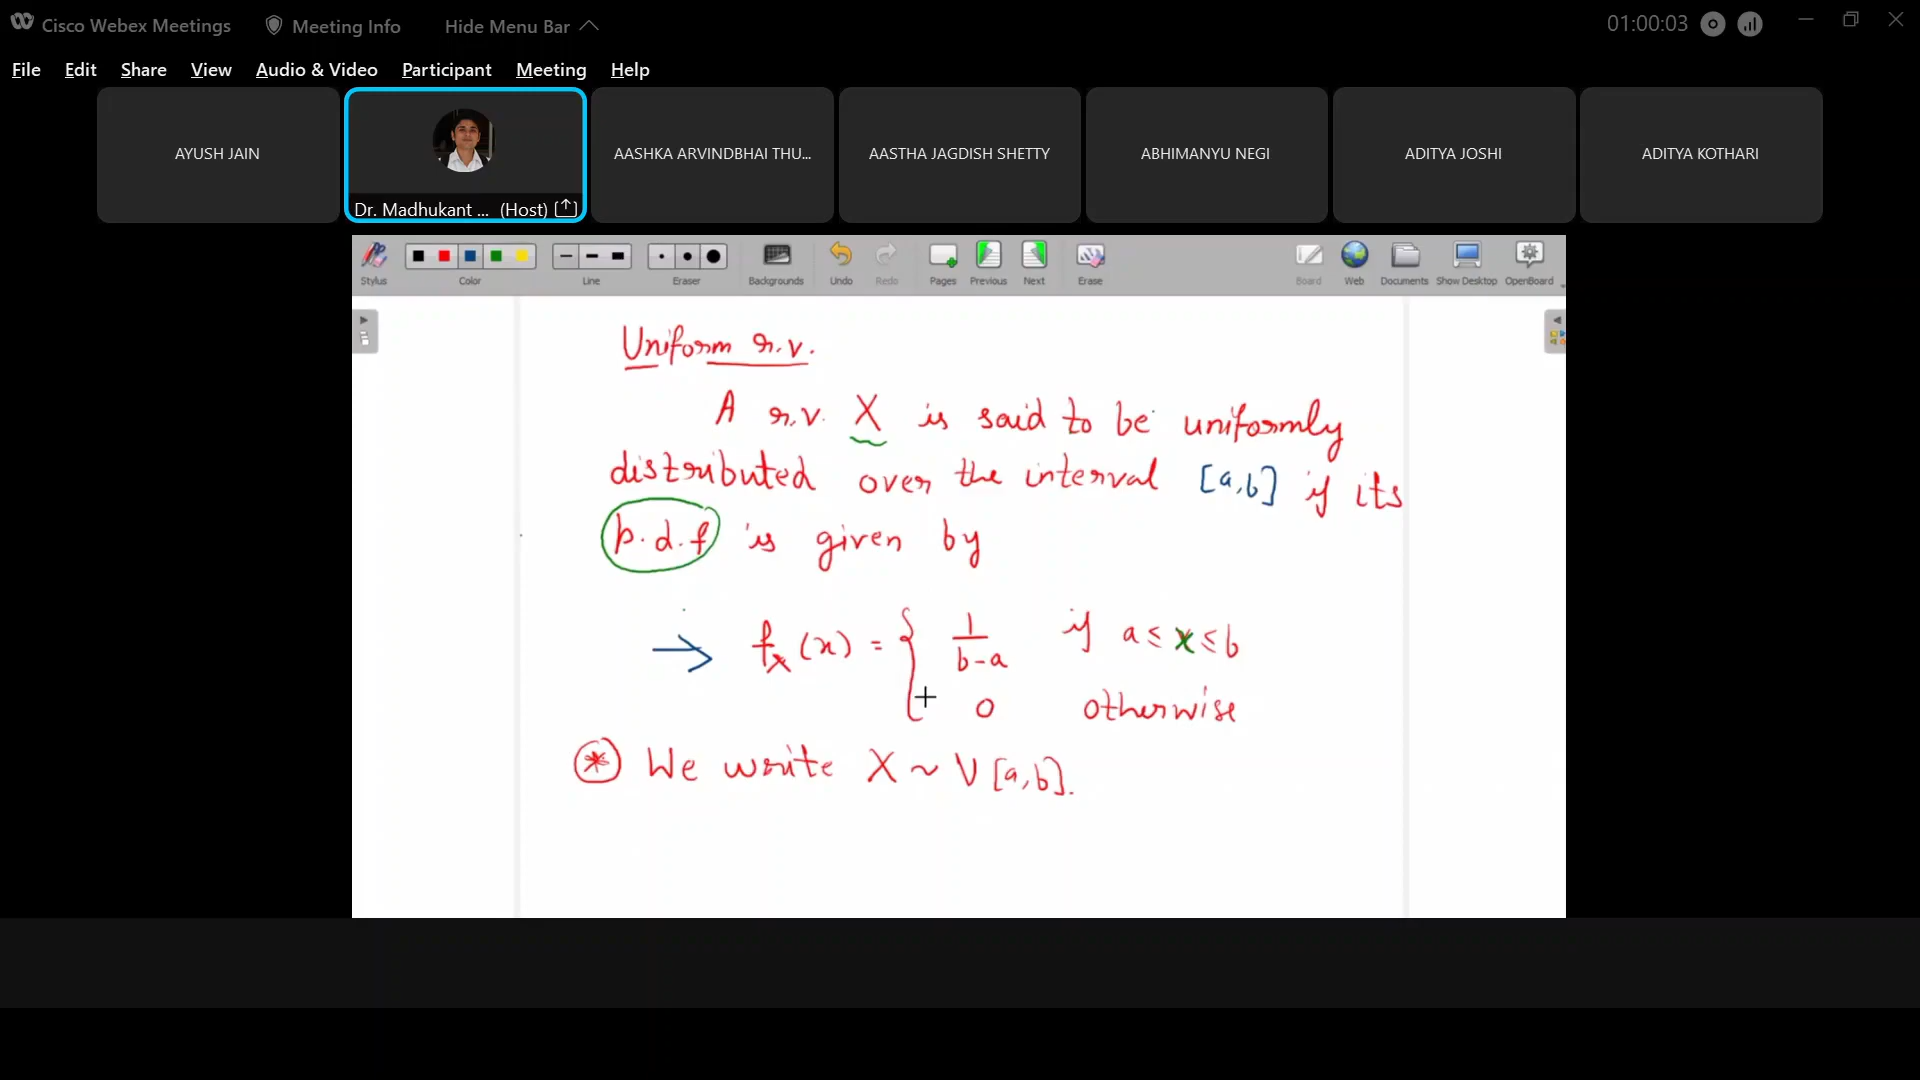 Cisco Webex Meetings Meeting Info Hide Menu Bar 01:00:03
File Edit Share View Audio & Video Participant Meeting Help
AYUSH JAIN
Dr. Madhukant ... (Host)
AASHKA ARVINDBHAI THU...
AASTHA JAGDISH SHETTY
ABHIMANYU NEGI
ADITYA JOSHI
ADITYA KOTHARI
Stylus Color Line Eraser Backgrounds Undo Redo Pages Previous Next Erase Board Web Documents Show Desktop OpenBoard
Uniform r.v.
A r.v. X is said to be uniformly
distributed over the interval [a,b] if its
p.d.f is given by
→ f_X(x) = { 1/(b-a) if a ≤ x ≤ b
0 otherwise
* We write X ~ U[a,b].